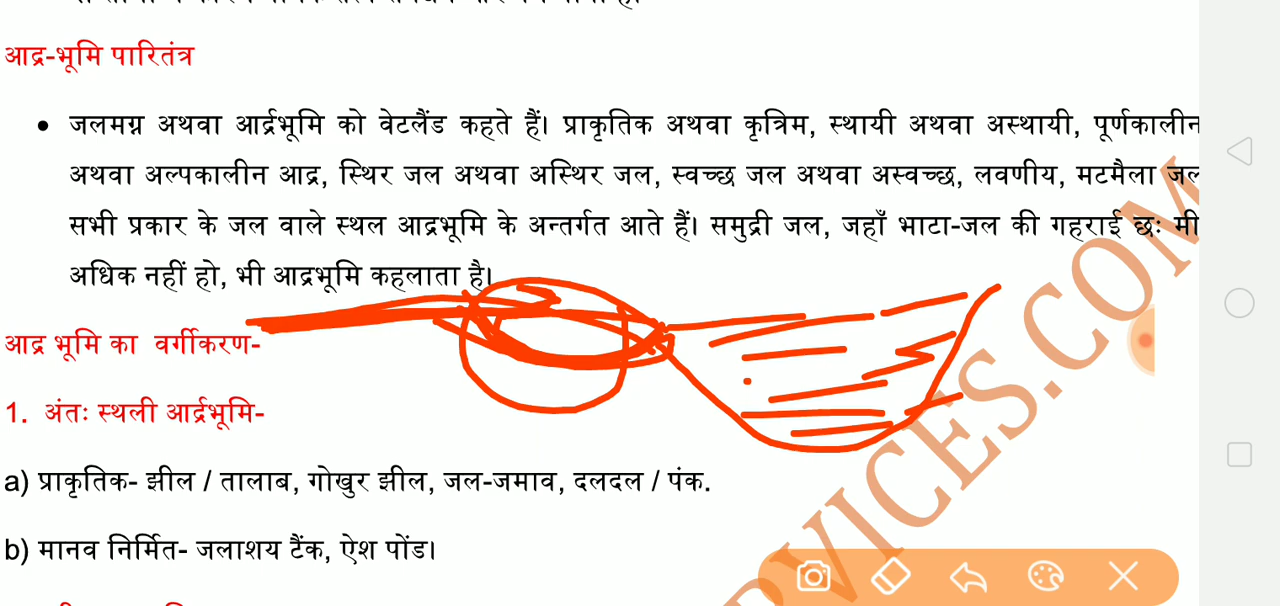 आद्र-भूमि पारितंत्र
• जलमग्न अथवा आर्द्रभूमि को वेटलैंड कहते हैं। प्राकृतिक अथवा कृत्रिम, स्थायी अथवा अस्थायी, पूर्णकालीन
अथवा अल्पकालीन आद्र, स्थिर जल अथवा अस्थिर जल, स्वच्छ जल अथवा अस्वच्छ, लवणीय, मटमैला जल
सभी प्रकार के जल वाले स्थल आद्रभूमि के अन्तर्गत आते हैं। समुद्री जल, जहाँ भाटा-जल की गहराई छः मी
अधिक नहीं हो, भी आद्रभूमि कहलाता है।
आद्र भूमि का वर्गीकरण-
1. अंतः स्थली आर्द्रभूमि-
a) प्राकृतिक- झील / तालाब, गोखुर झील, जल-जमाव, दलदल / पंक.
b) मानव निर्मित- जलाशय टैंक, ऐश पोंड।
VICES.COM